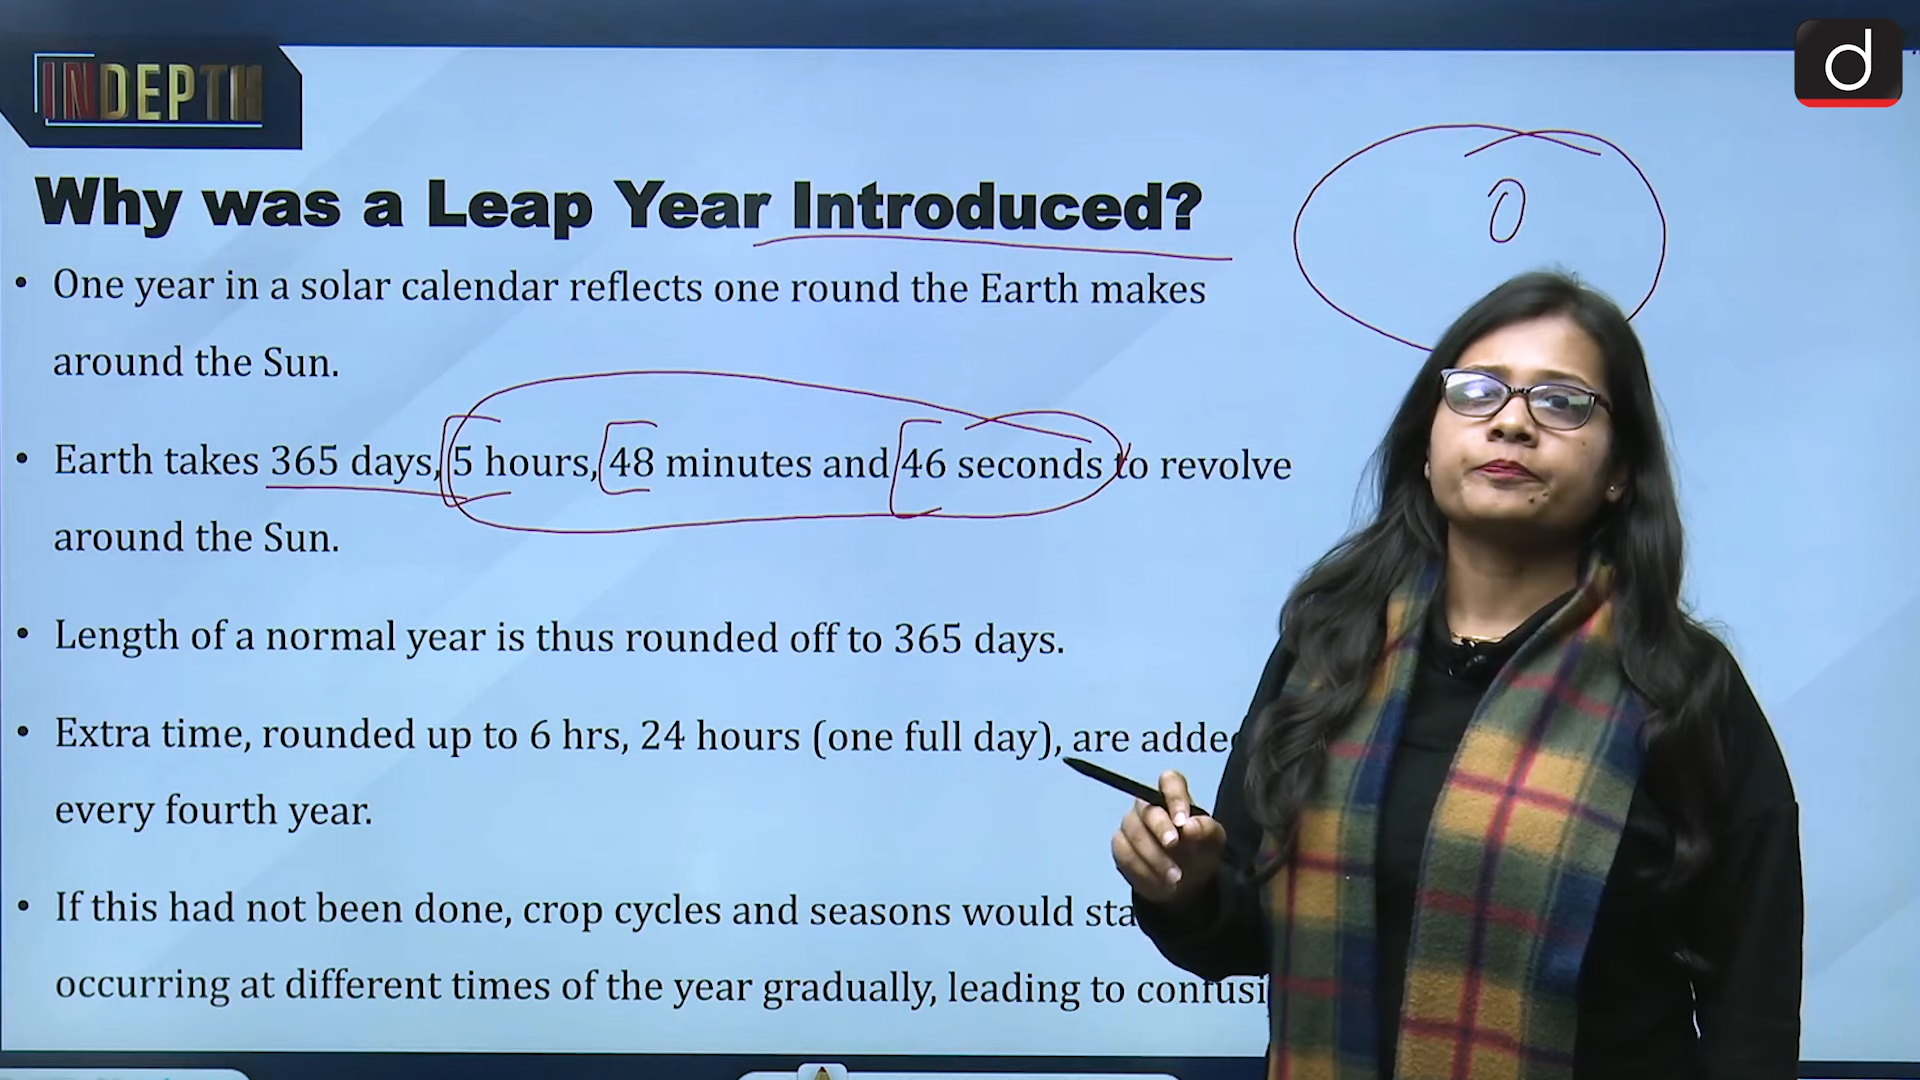 INDEPTH
d
Why was a Leap Year Introduced?
0
• One year in a solar calendar reflects one round the Earth makes
around the Sun.
• Earth takes 365 days, 5 hours, 48 minutes and 46 seconds to revolve
around the Sun.
• Length of a normal year is thus rounded off to 365 days.
• Extra time, rounded up to 6 hrs, 24 hours (one full day), are adde
every fourth year.
• If this had not been done, crop cycles and seasons would sta
occurring at different times of the year gradually, leading to confusi